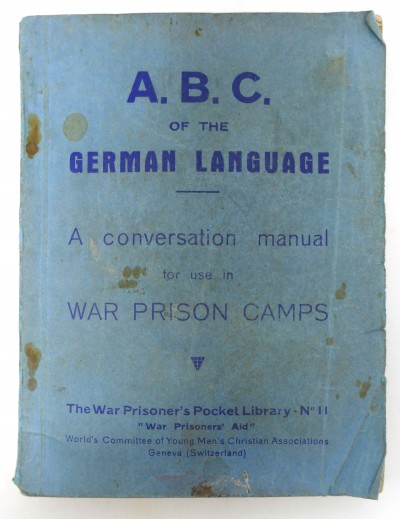 A. B. C.
OF THE
GERMAN LANGUAGE
A conversation manual
for use in
WAR PRISON CAMPS
The War Prisoner's Pocket Library - Nº 11
"War Prisoners' Aid"
World's Committee of Young Men's Christian Associations
Geneva (Switzerland)